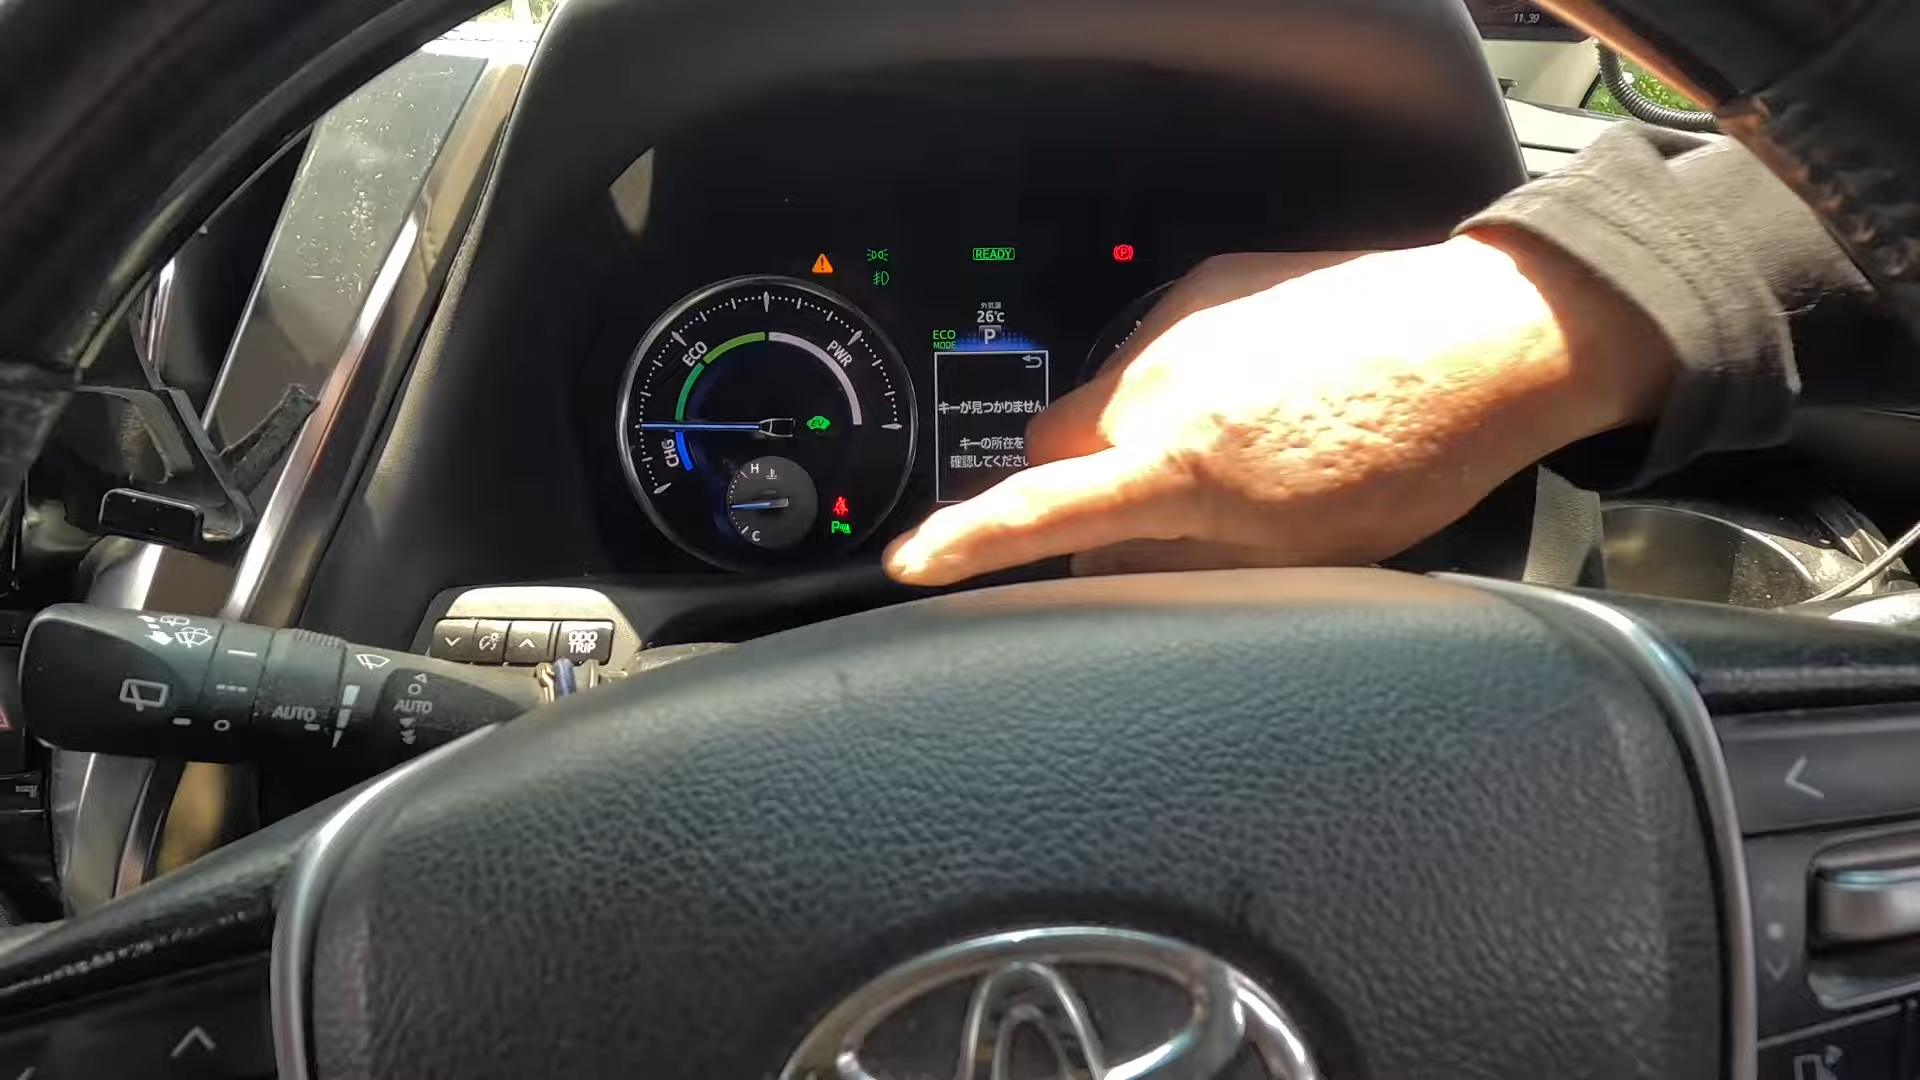 11:39
READY
外気温
26℃
ECO
MODE
P
ECO
PWR
キーが見つかりません
EV
CHG
キーの所在を
確認してくださ
H
C
P
ODO
TRIP
AUTO
AUTO